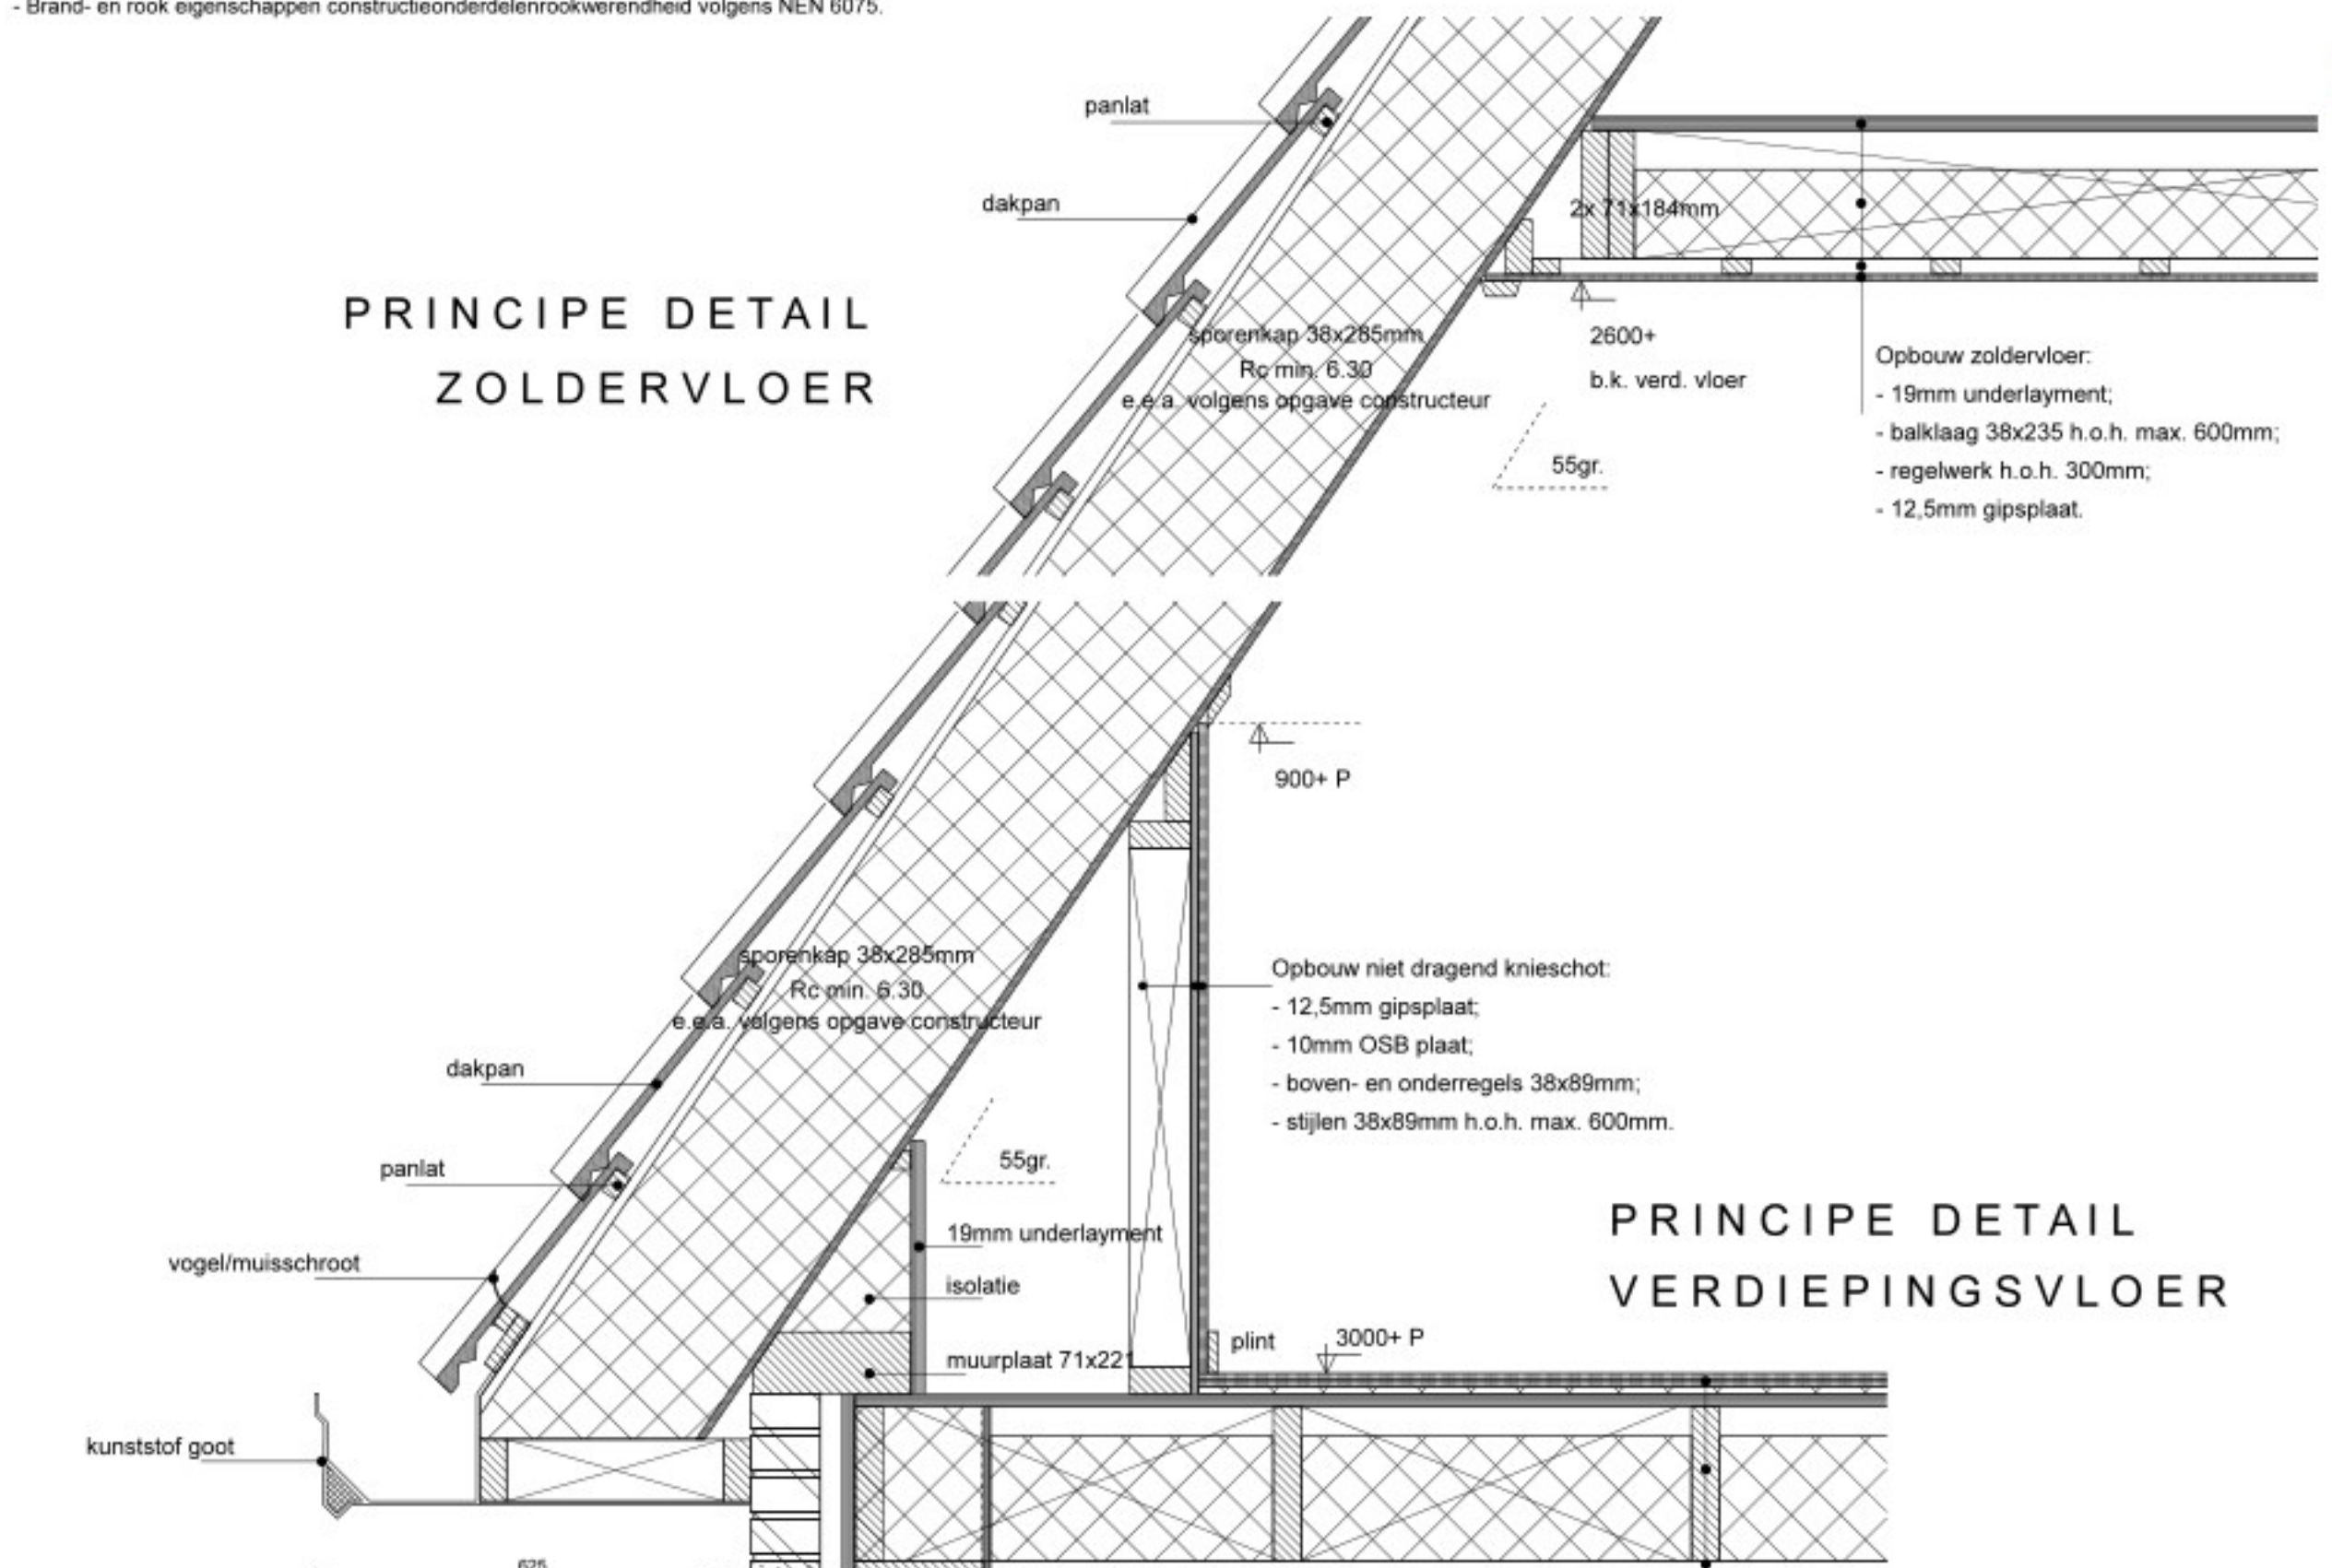 - Brand- en rook eigenschappen constructieonderdelenrookwerendheid volgens NEN 6075.
panlat
dakpan
PRINCIPE DETAIL
ZOLDERVLOER
2x 71x184mm
sporenkap 38x285mm
Rc min. 6.30
e.e.a. volgens opgave constructeur
2600+
b.k. verd. vloer
55gr.
Opbouw zoldervloer:
- 19mm underlayment;
- balklaag 38x235 h.o.h. max. 600mm;
- regelwerk h.o.h. 300mm;
- 12,5mm gipsplaat.
900+ P
sporenkap 38x285mm
Rc min. 6.30
e.e.a. volgens opgave constructeur
Opbouw niet dragend knieschot:
- 12,5mm gipsplaat;
- 10mm OSB plaat;
- boven- en onderregels 38x89mm;
- stijlen 38x89mm h.o.h. max. 600mm.
dakpan
panlat
55gr.
vogel/muisschroot
19mm underlayment
isolatie
muurplaat 71x221
PRINCIPE DETAIL
VERDIEPINGSVLOER
plint
3000+ P
kunststof goot
625